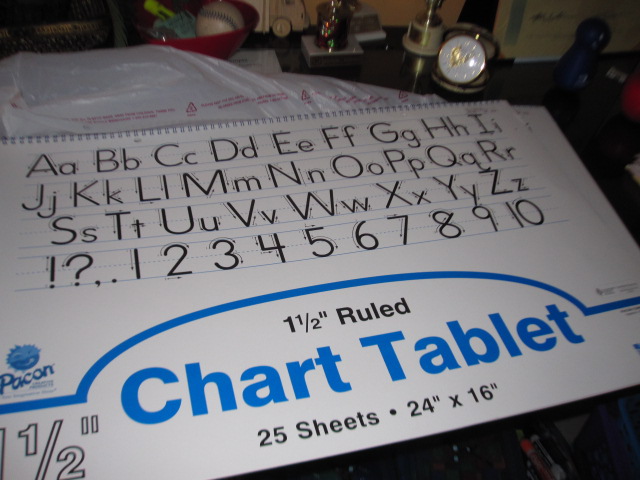 Aa Bb Cc Dd Ee Ff Gg Hh Ii
Jj Kk Ll Mm Nn Oo Pp Qq Rr
Ss Tt Uu Vv Ww Xx Yy Zz
!?,. 1 2 3 4 5 6 7 8 9 10
1½" Ruled
Chart Tablet
25 Sheets • 24" x 16"
Pacon
1½"